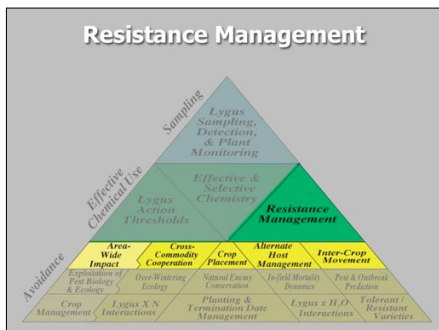 Resistance Management
Sampling
Lygus
Sampling,
Detection,
& Plant
Monitoring
Effective
Chemical Use
Lygus
Action
Thresholds
Effective &
Selective
Chemistry
Resistance
Management
Avoidance
Area-
Wide
Impact
Cross-
Commodity
Cooperation
Crop
Placement
Alternate
Host
Management
Inter-Crop
Movement
Exploitation of
Pest Biology
& Ecology
Over-Wintering
Ecology
Natural Enemy
Conservation
In-field Mortality
Dynamics
Pest & Outbreak
Prediction
Crop
Management
Lygus X N
Interactions
Planting &
Termination Date
Management
Lygus x H2O
Interactions
Tolerant /
Resistant
Varieties